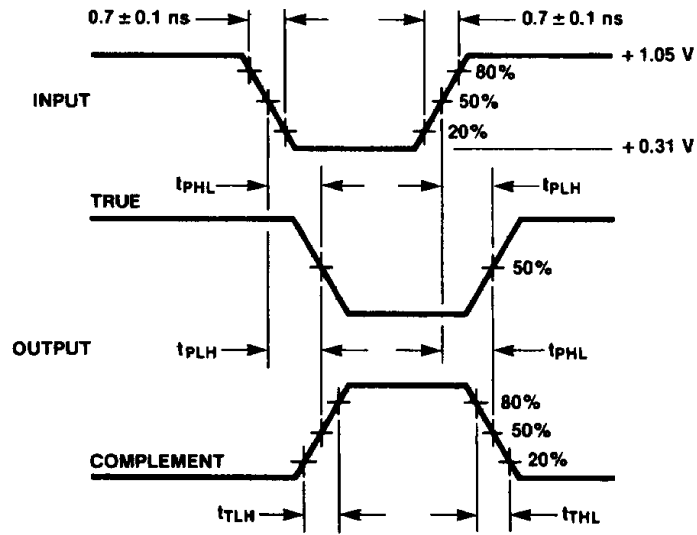 0.7 ± 0.1 ns 0.7 ± 0.1 ns
+ 1.05 V
80%
INPUT 50%
20%
+ 0.31 V
tPHL tPLH
TRUE
50%
OUTPUT tPLH tPHL
80%
50%
COMPLEMENT 20%
tTLH tTHL